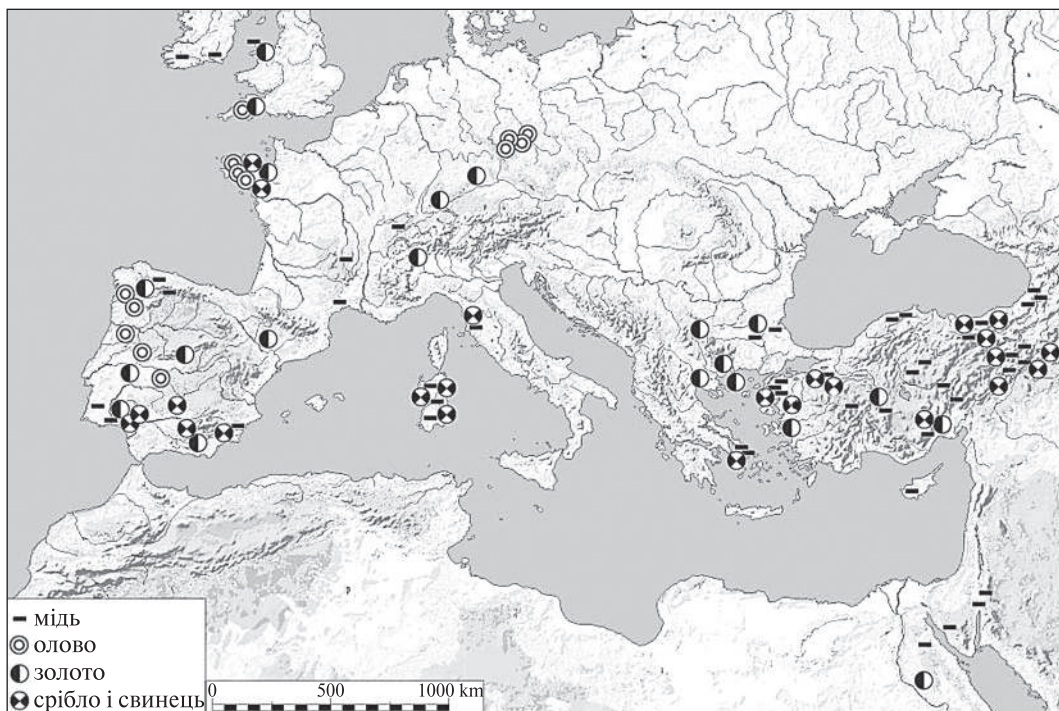 мідь
олово
золото
срібло і свинець
0 500 1000 km